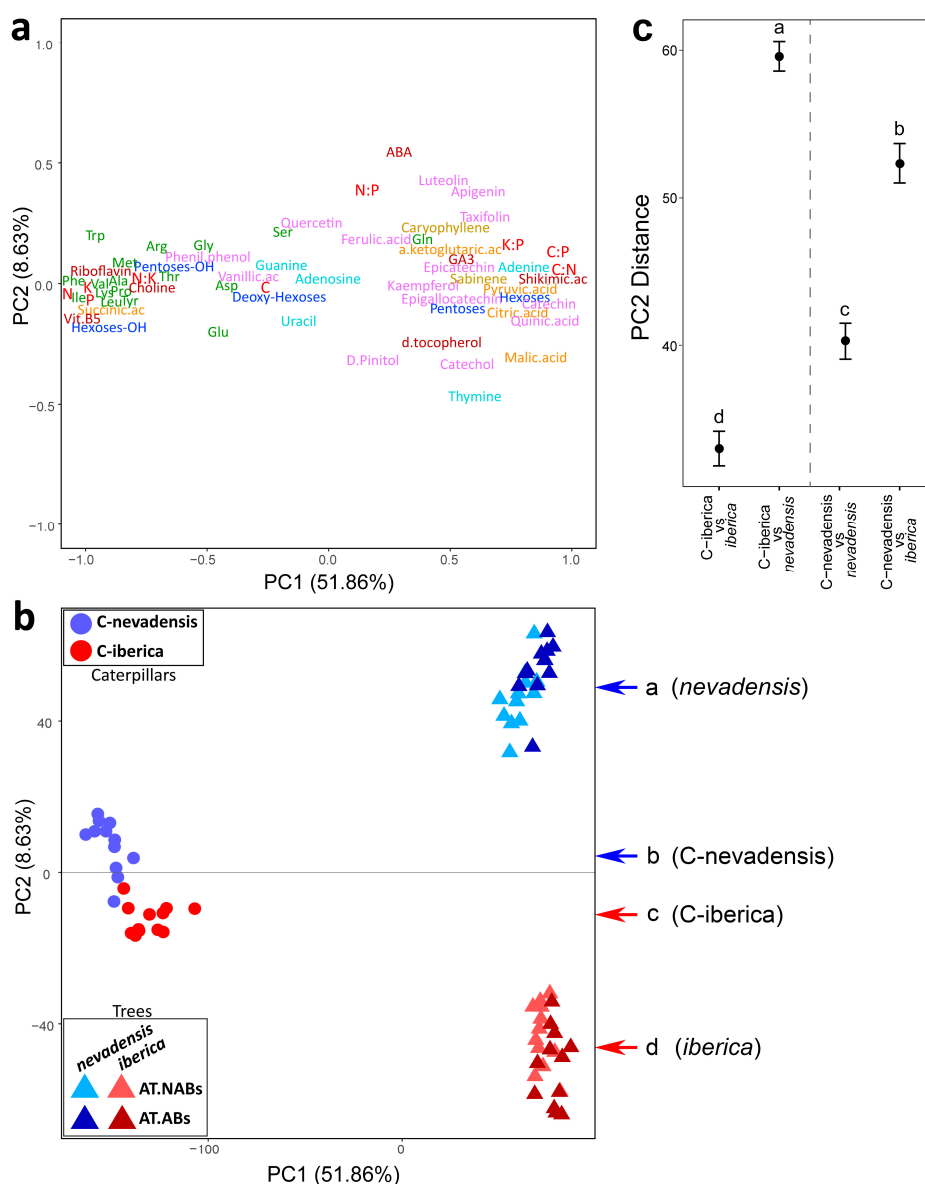 a
1.0
0.5
0.0
−0.5
−1.0
PC2 (8.63%)
ABA
Luteolin
N:P
Apigenin
Taxifolin
Quercetin
Caryophyllene
Trp
Ser
Ferulic.acid
Gln
Arg
Gly
a.ketoglutaric.ac
K:P
Phenil.phenol
GA3
C:P
Met
Pentoses-OH
Guanine
Epicatechin
Adenine
C:N
Riboflavin
N:K
Thr
Vanillic.ac
Adenosine
Sabinene
Shikimic.ac
Phe
Val
Ala
K
Choline
Asp
C
Kaempferol
Pyruvic.acid
N
Ile
P
Lys
Pro
Leu
Tyr
Deoxy-Hexoses
Epigallocatechin
Hexoses
Succinic.ac
Pentoses
Catechin
Citric.acid
Vit.B5
Hexoses-OH
Uracil
Quinic.acid
Glu
d.tocopherol
D.Pinitol
Catechol
Malic.acid
Thymine
−1.0 −0.5 0.0 0.5 1.0
PC1 (51.86%)
c
60
50
40
PC2 Distance
a
b
c
d
C−iberica
vs
iberica
C−iberica
vs
nevadensis
C−nevadensis
vs
nevadensis
C−nevadensis
vs
iberica
b
C-nevadensis
C-iberica
Caterpillars
40
0
−40
PC2 (8.63%)
a (nevadensis)
b (C-nevadensis)
c (C-iberica)
d (iberica)
Trees
nevadensis
iberica
AT.NABs
AT.ABs
−100 0
PC1 (51.86%)